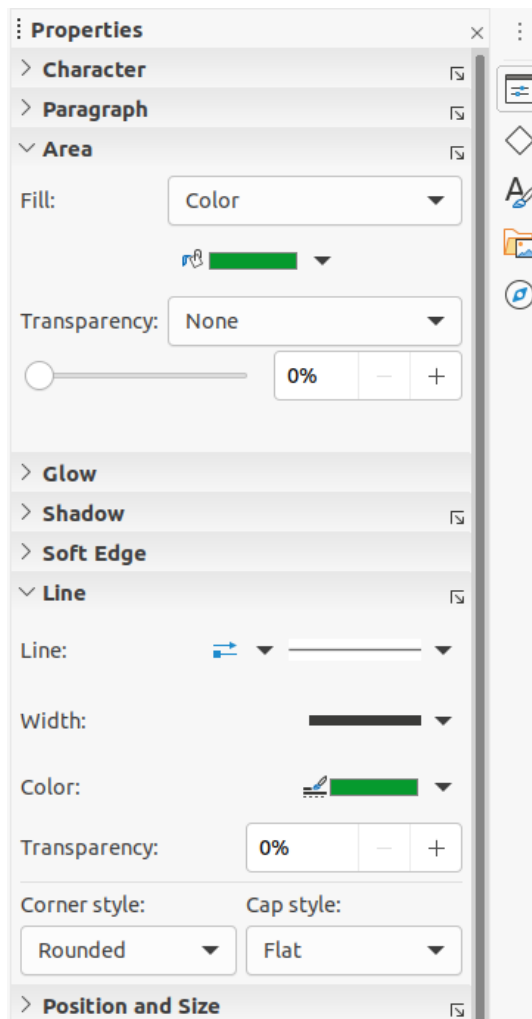 Properties
Character
Paragraph
Area
Fill: Color
Transparency: None
0%
Glow
Shadow
Soft Edge
Line
Line:
Width:
Color:
Transparency: 0%
Corner style: Cap style:
Rounded Flat
Position and Size